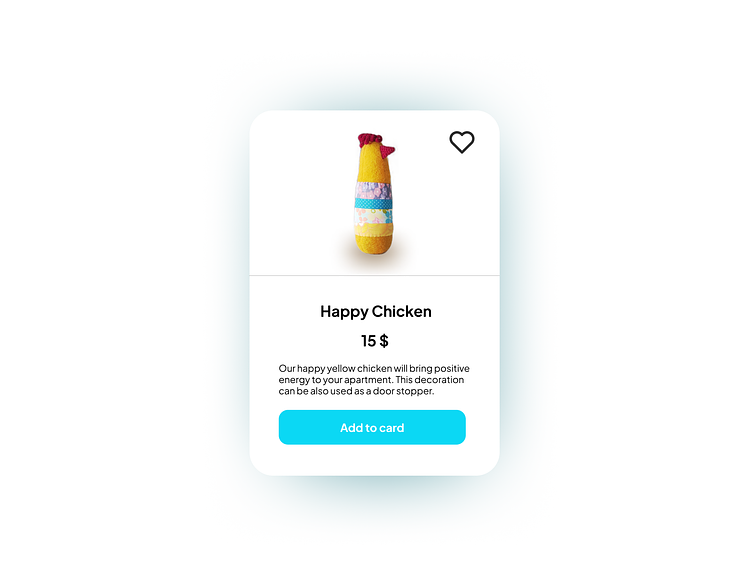 Happy Chicken
15 $
Our happy yellow chicken will bring positive
energy to your apartment. This decoration
can be also used as a door stopper.
Add to card